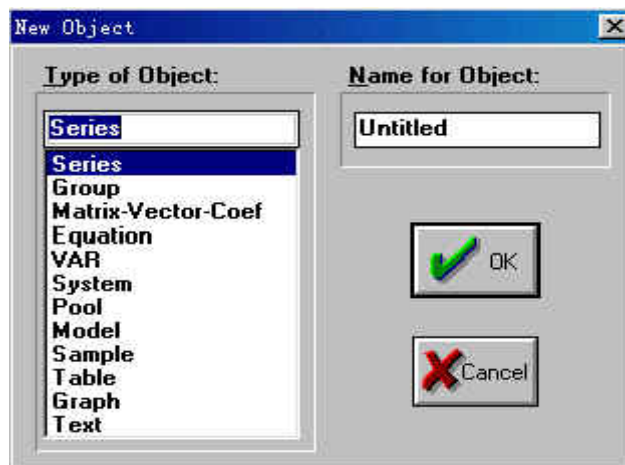 New Object
Type of Object:
Name for Object:
Series
Untitled
Series
Group
Matrix-Vector-Coef
Equation
VAR
System
Pool
Model
Sample
Table
Graph
Text
OK
Cancel